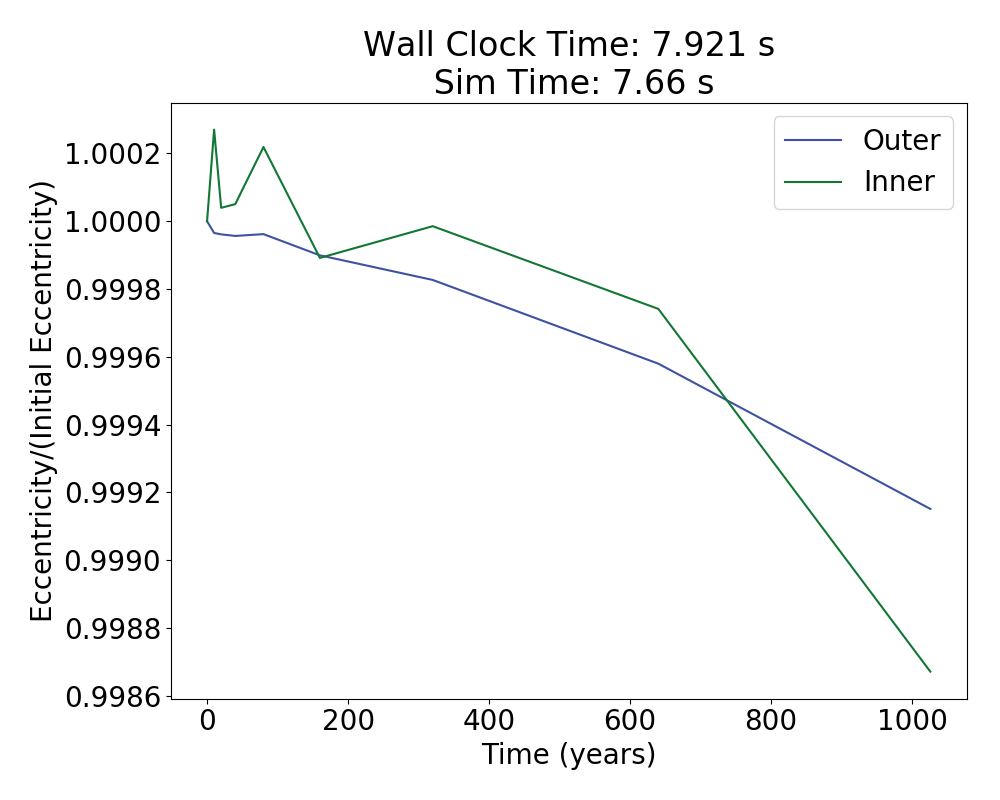 Wall Clock Time: 7.921 s
Sim Time: 7.66 s
Outer
Inner
Eccentricity/(Initial Eccentricity)
1.0002
1.0000
0.9998
0.9996
0.9994
0.9992
0.9990
0.9988
0.9986
0 200 400 600 800 1000
Time (years)